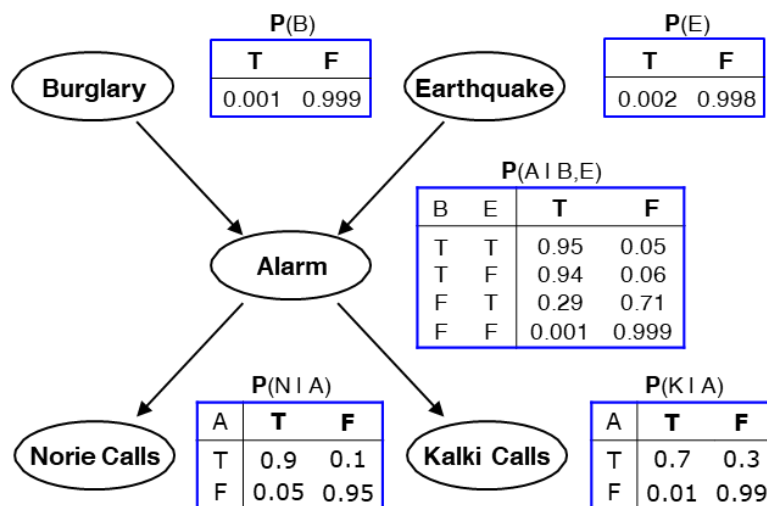 P(B)
T F
0.001 0.999
P(E)
T F
0.002 0.998
Burglary
Earthquake
P(A | B,E)
B E T F
T T 0.95 0.05
T F 0.94 0.06
F T 0.29 0.71
F F 0.001 0.999
Alarm
P(N | A)
A T F
T 0.9 0.1
F 0.05 0.95
P(K | A)
A T F
T 0.7 0.3
F 0.01 0.99
Norie Calls
Kalki Calls